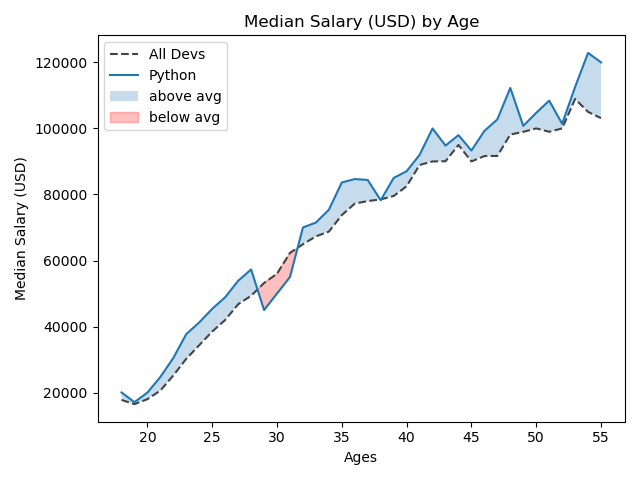 Median Salary (USD) by Age
All Devs
Python
above avg
below avg
Median Salary (USD)
120000
100000
80000
60000
40000
20000
20 25 30 35 40 45 50 55
Ages